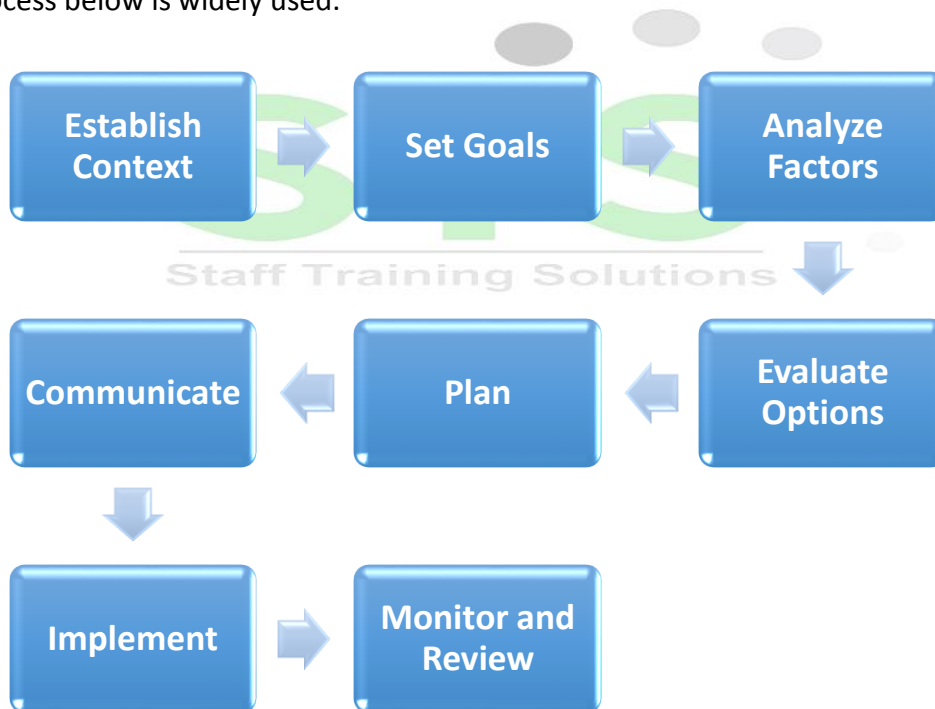 ocess below is widely used:
Establish
Context
Set Goals
Analyze
Factors
STS
Staff Training Solutions
Evaluate
Options
Plan
Communicate
Implement
Monitor and
Review